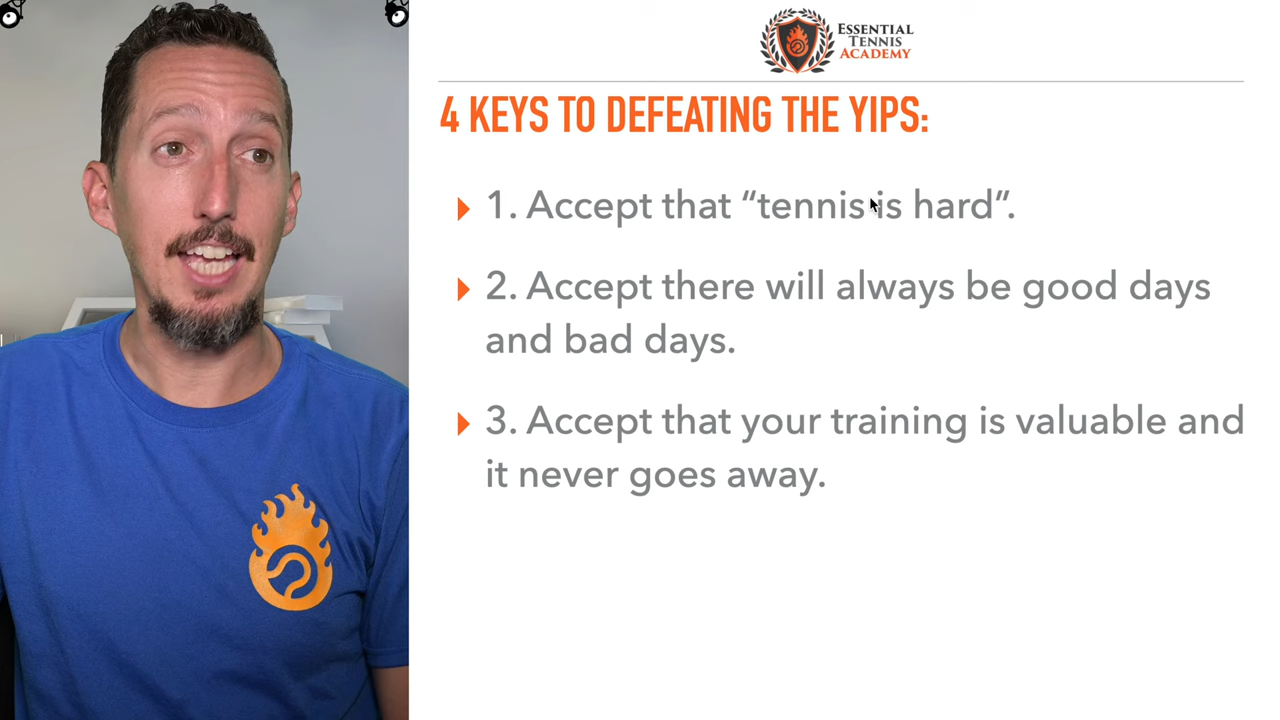 ESSENTIAL
TENNIS
ACADEMY
4 KEYS TO DEFEATING THE YIPS:
1. Accept that “tennis is hard”.
2. Accept there will always be good days
and bad days.
3. Accept that your training is valuable and
it never goes away.